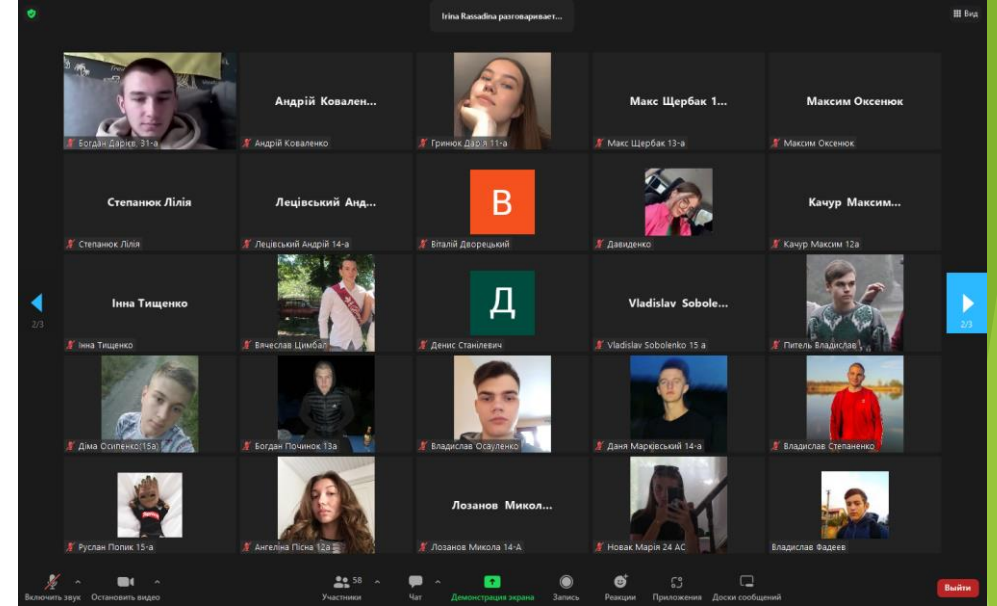 Irina Rassadina разговаривает...
Вид
Богдан Дарієв, 31-а
Андрій Ковален...
Андрій Коваленко
Гринюк Дар'я 11-а
Макс Щербак 1...
Макс Щербак 13-а
Максим Оксенюк
Максим Оксенюк
Степанюк Лілія
Степанюк Лілія
Лецівський Анд...
Лецівський Андрій 14-а
В
Віталій Дворецький
Давиденко
Качур Максим...
Качур Максим 12а
2/3
Інна Тищенко
Інна Тищенко
Вячеслав Цимбал
Д
Денис Станілевич
Vladislav Sobole...
Vladislav Sobolenko 15 а
Питель Владислав
2/3
Діма Осипенко(15а)
Богдан Починок 13а
Владислав Осауленко
Даня Марківський 14-а
Владислав Степаненко
Руслан Попик 15-а
Ангеліна Пісна 12а
Лозанов Микол...
Лозанов Микола 14-А
Новак Марія 24 АС
Владислав Фадеев
Включить звук
Остановить видео
58
Участники
Чат
Демонстрация экрана
Запись
Реакции
Приложения
Доски сообщений
Выйти